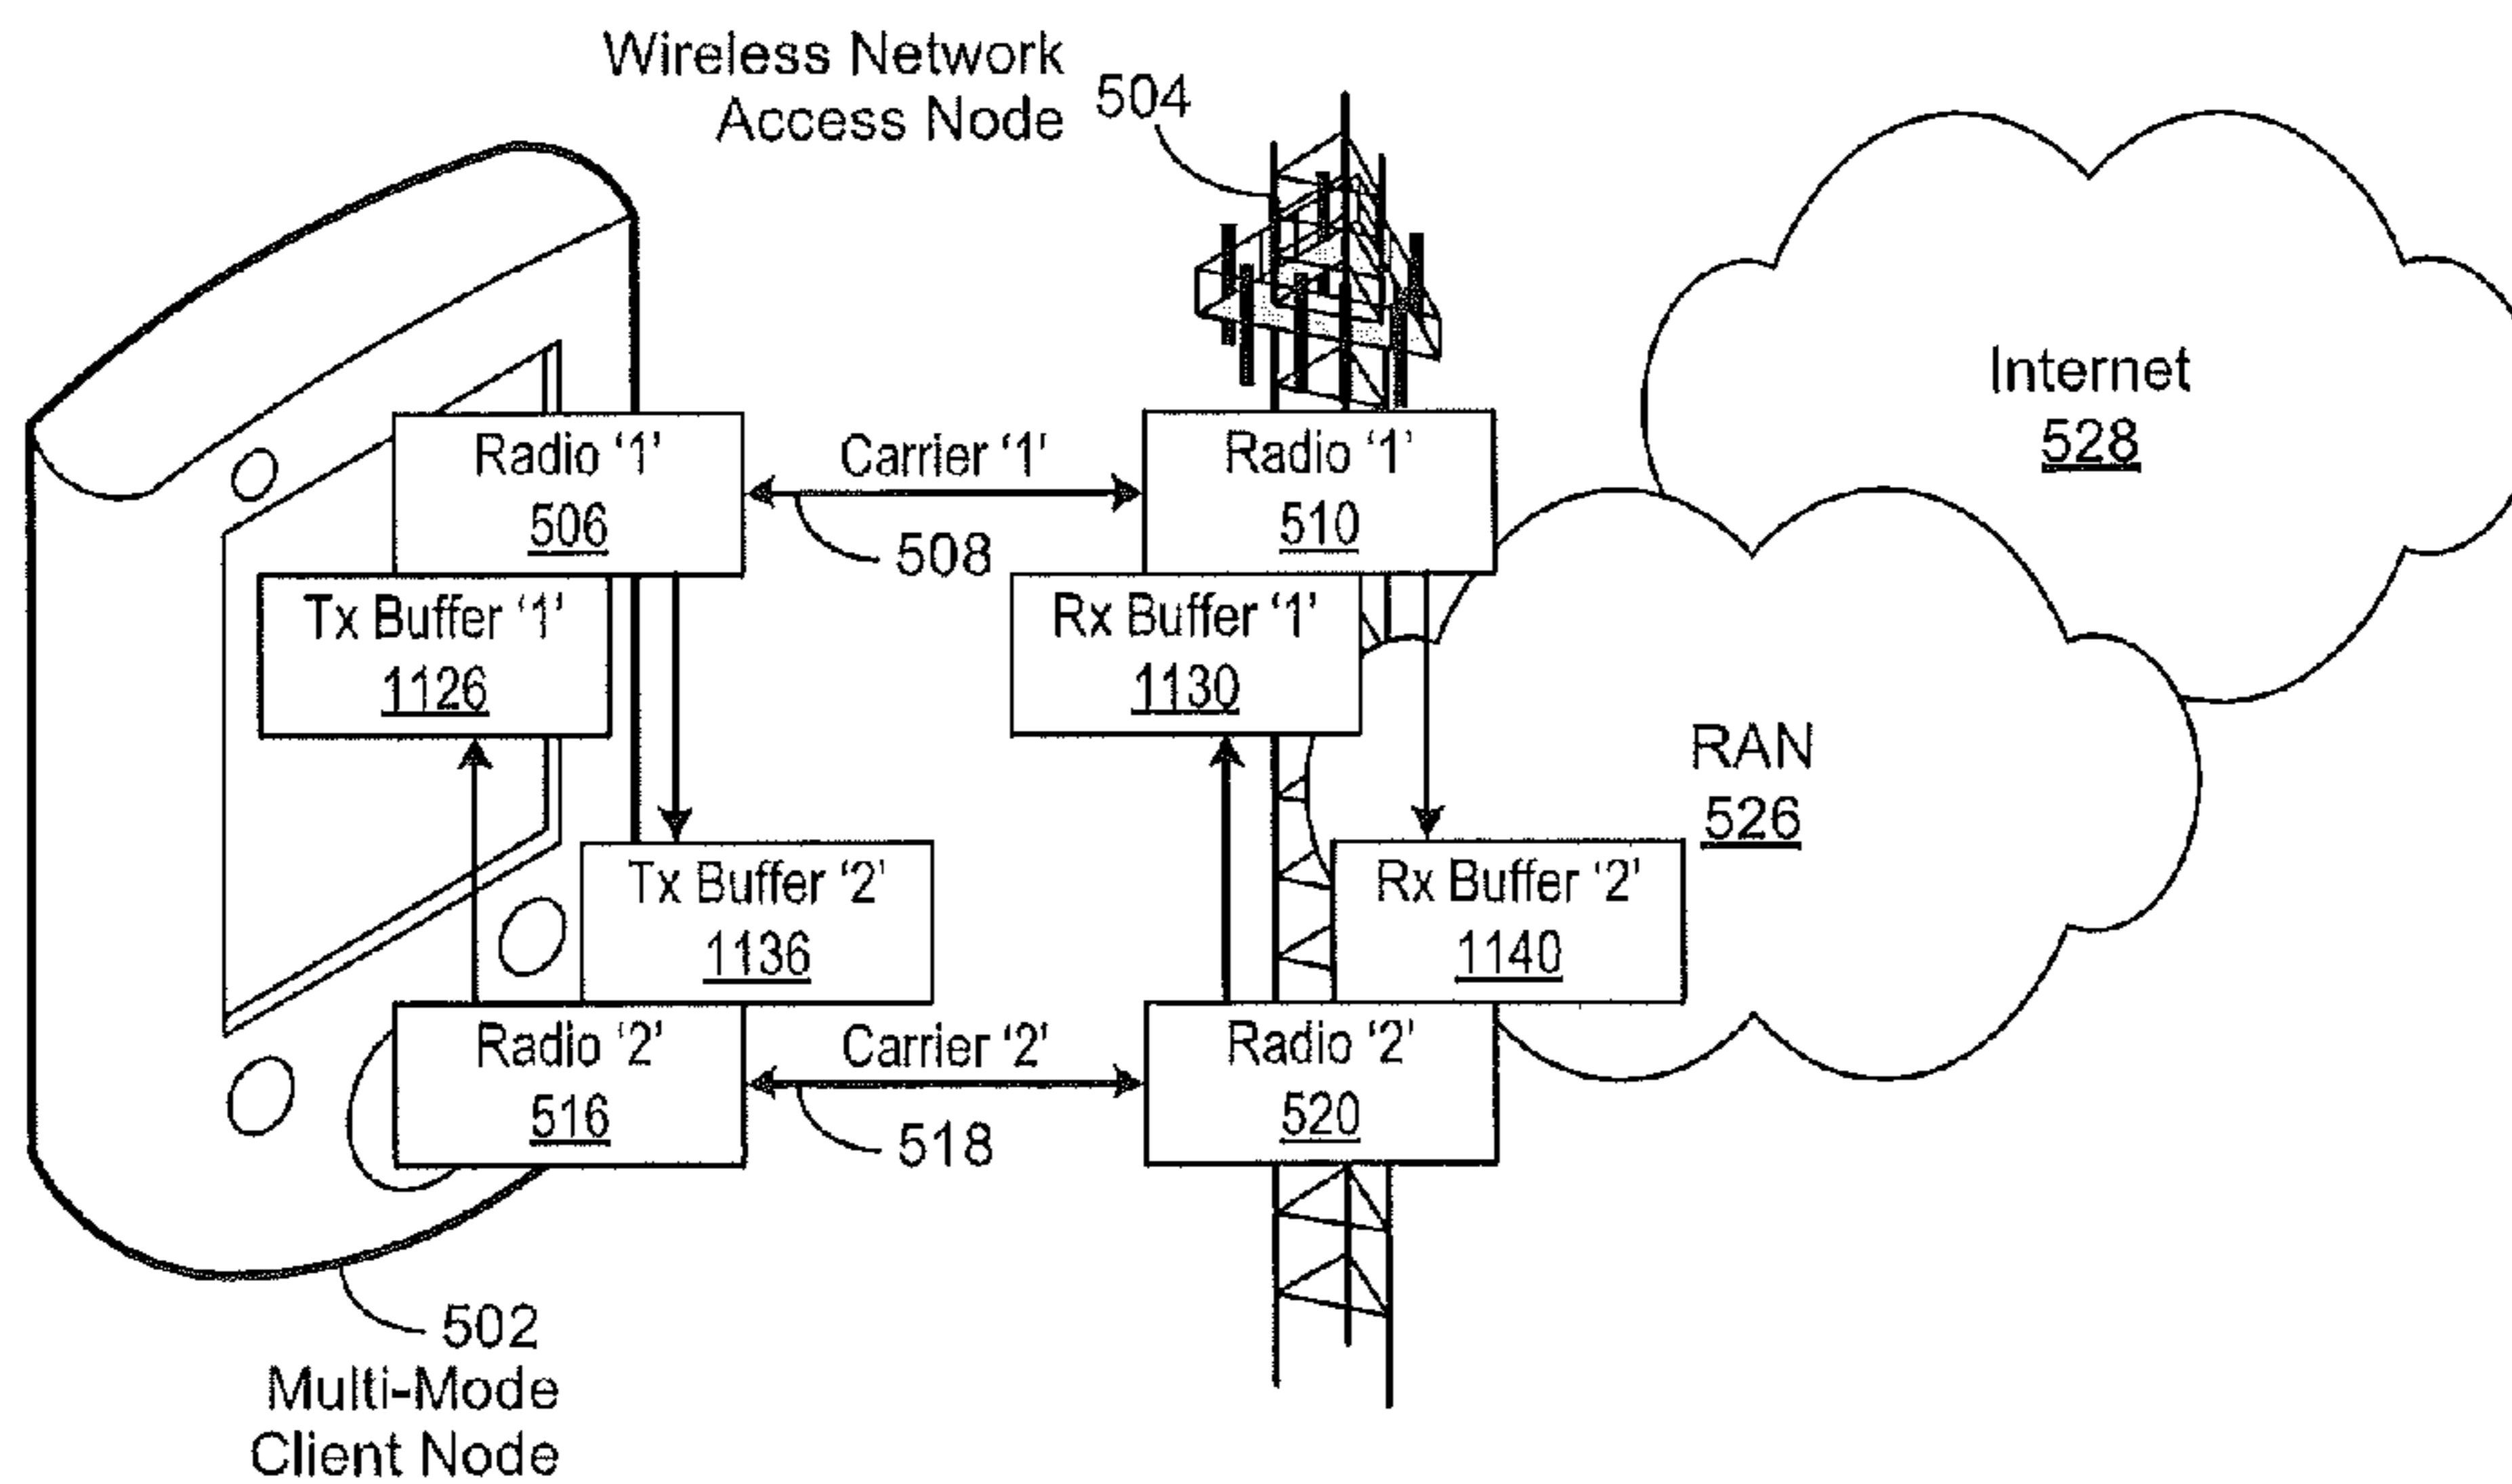 Wireless Network
Access Node
504
Internet
528
Radio ‘1’
506
Carrier ‘1’
508
Radio ‘1’
510
Tx Buffer ‘1’
1126
Rx Buffer ‘1’
1130
RAN
526
Tx Buffer ‘2’
1136
Rx Buffer ‘2’
1140
Radio ‘2’
516
Carrier ‘2’
518
Radio ‘2’
520
502
Multi-Mode
Client Node